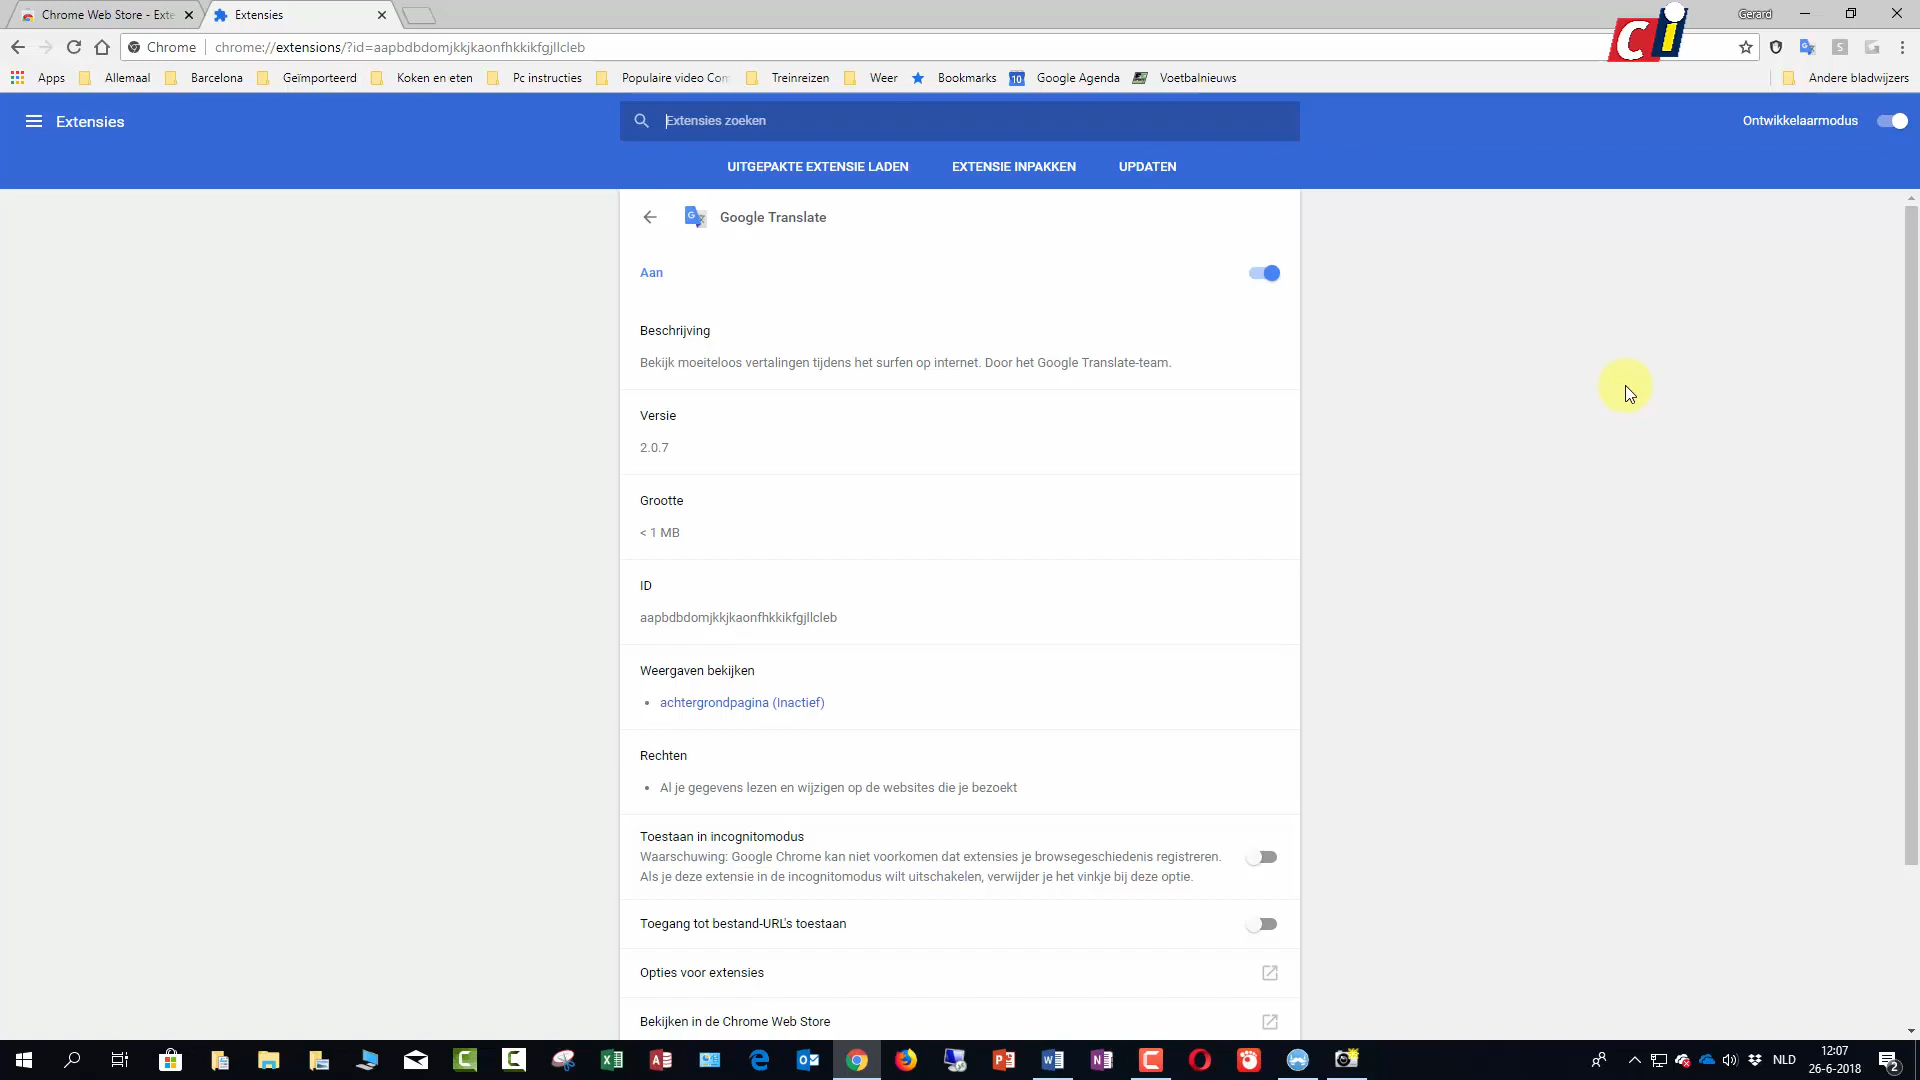 Chrome Web Store - Exte
Extensies
Gerard
Chrome
chrome://extensions/?id=aapbdbdomjkkjkaonfhkkikfgjllcleb
Ci
Apps
Allemaal
Barcelona
Geïmporteerd
Koken en eten
Pc instructies
Populaire video Com
Treinreizen
Weer
Bookmarks
Google Agenda
Voetbalnieuws
Andere bladwijzers
Extensies
Extensies zoeken
Ontwikkelaarmodus
UITGEPAKTE EXTENSIE LADEN
EXTENSIE INPAKKEN
UPDATEN
Google Translate
Aan
Beschrijving
Bekijk moeiteloos vertalingen tijdens het surfen op internet. Door het Google Translate-team.
Versie
2.0.7
Grootte
< 1 MB
ID
aapbdbdomjkkjkaonfhkkikfgjllcleb
Weergaven bekijken
• achtergrondpagina (Inactief)
Rechten
• Al je gegevens lezen en wijzigen op de websites die je bezoekt
Toestaan in incognitomodus
Waarschuwing: Google Chrome kan niet voorkomen dat extensies je browsegeschiedenis registreren.
Als je deze extensie in de incognitomodus wilt uitschakelen, verwijder je het vinkje bij deze optie.
Toegang tot bestand-URL's toestaan
Opties voor extensies
Bekijken in de Chrome Web Store
NLD
12:07
26-6-2018
2